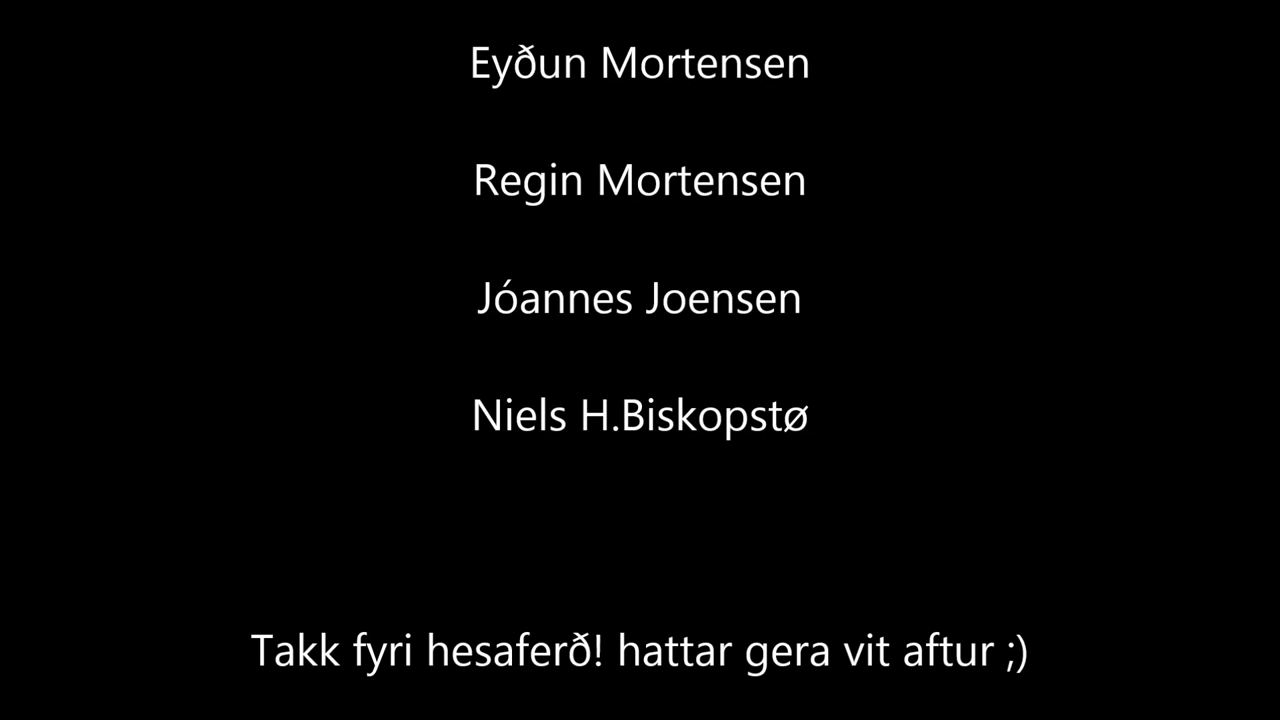 Eyðun Mortensen
Regin Mortensen
Jóannes Joensen
Niels H.Biskopstø
Takk fyri hesaferð! hattar gera vit aftur ;)